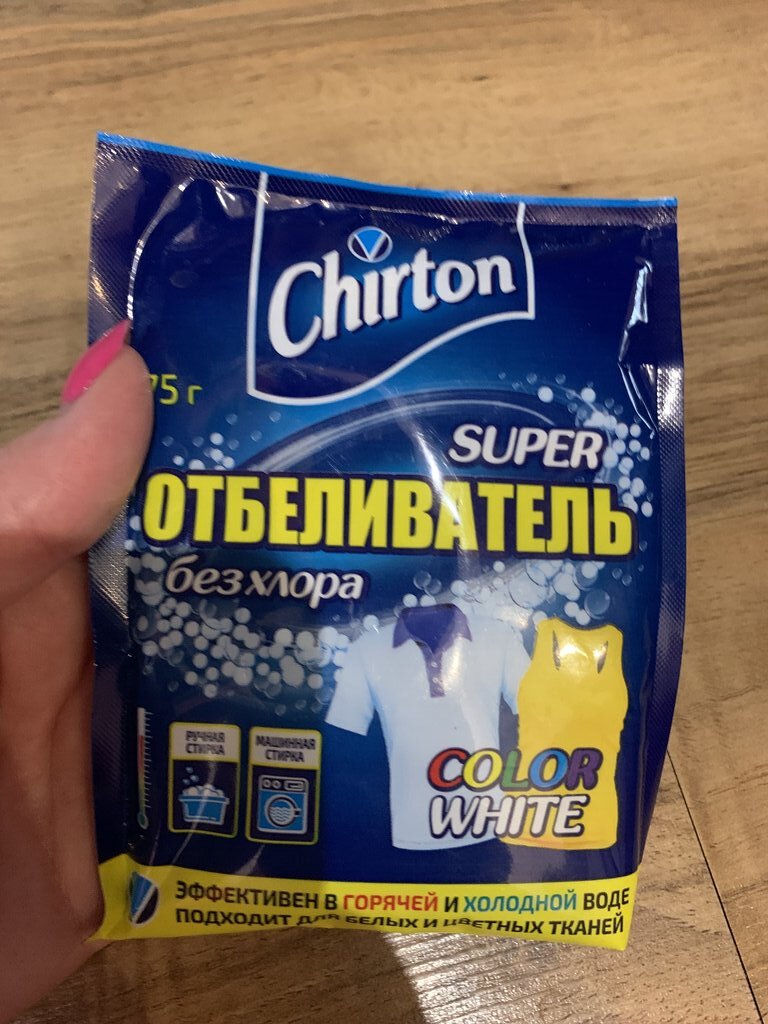 Chirton
75 г
SUPER
ОТБЕЛИВАТЕЛЬ
без хлора
РУЧНАЯ
СТИРКА
МАШИННАЯ
СТИРКА
COLOR
WHITE
ЭФФЕКТИВЕН В ГОРЯЧЕЙ И ХОЛОДНОЙ ВОДЕ
ПОДХОДИТ ДЛЯ БЕЛЫХ И ЦВЕТНЫХ ТКАНЕЙ